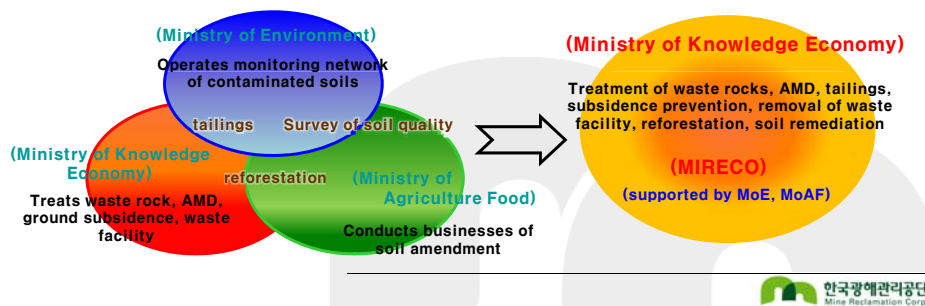 (Ministry of Environment)
Operates monitoring network
of contaminated soils
tailings
Survey of soil quality
(Ministry of Knowledge
Economy)
reforestation
(Ministry of
Agriculture Food)
Treats waste rock, AMD,
ground subsidence, waste
facility
Conducts businesses of
soil amendment
(Ministry of Knowledge Economy)
Treatment of waste rocks, AMD, tailings,
subsidence prevention, removal of waste
facility, reforestation, soil remediation
(MIRECO)
(supported by MoE, MoAF)
한국광해관리공단
Mine Reclamation Corp